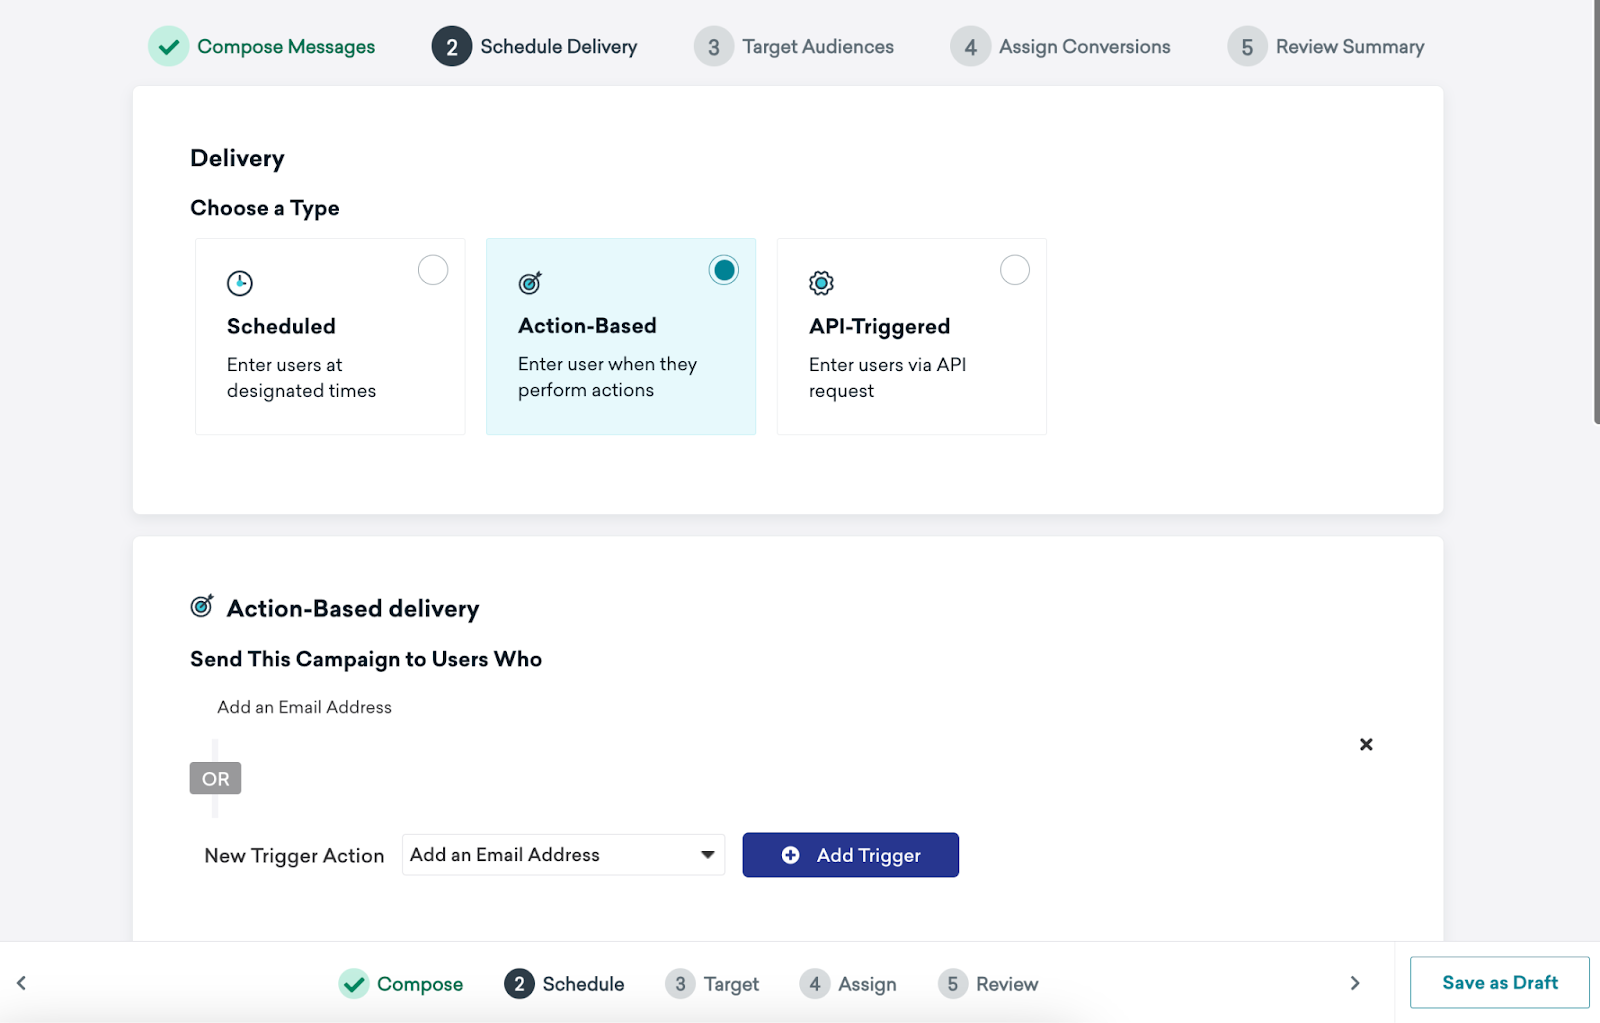 Compose Messages
2 Schedule Delivery
3 Target Audiences
4 Assign Conversions
5 Review Summary
Delivery
Choose a Type
Scheduled
Enter users at
designated times
Action-Based
Enter user when they
perform actions
API-Triggered
Enter users via API
request
Action-Based delivery
Send This Campaign to Users Who
Add an Email Address
OR
New Trigger Action
Add an Email Address
Add Trigger
Compose
2 Schedule
3 Target
4 Assign
5 Review
Save as Draft